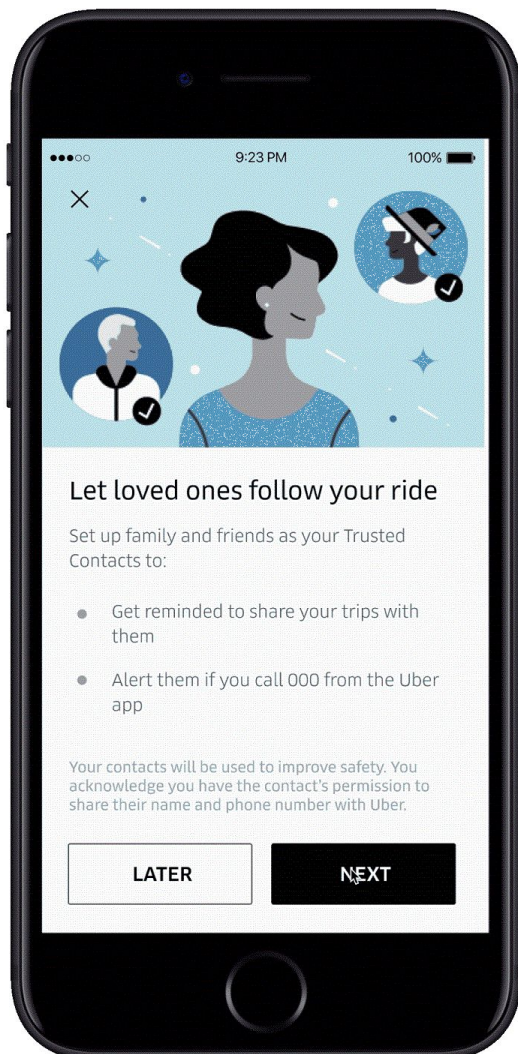 9:23 PM 100%
Let loved ones follow your ride
Set up family and friends as your Trusted
Contacts to:
Get reminded to share your trips with
them
Alert them if you call 000 from the Uber
app
Your contacts will be used to improve safety. You
acknowledge you have the contact's permission to
share their name and phone number with Uber.
LATER NEXT